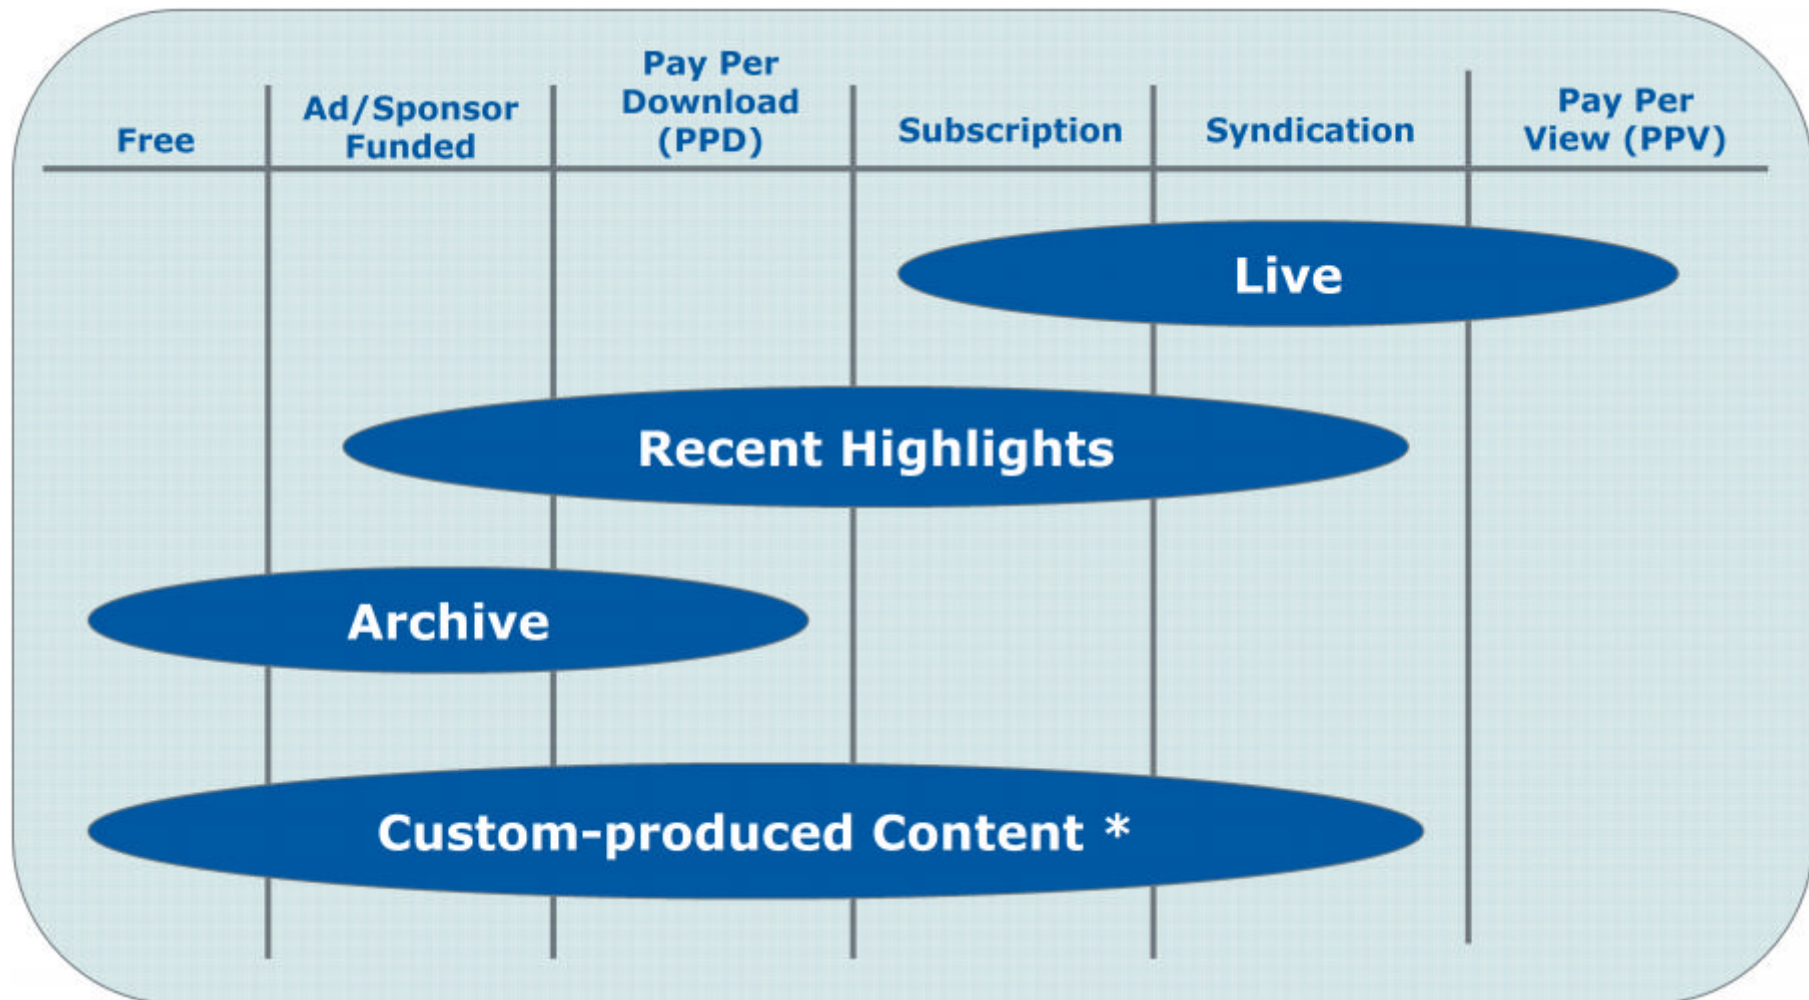 Free
Ad/Sponsor
Funded
Pay Per
Download
(PPD)
Subscription
Syndication
Pay Per
View (PPV)
Live
Recent Highlights
Archive
Custom-produced Content *